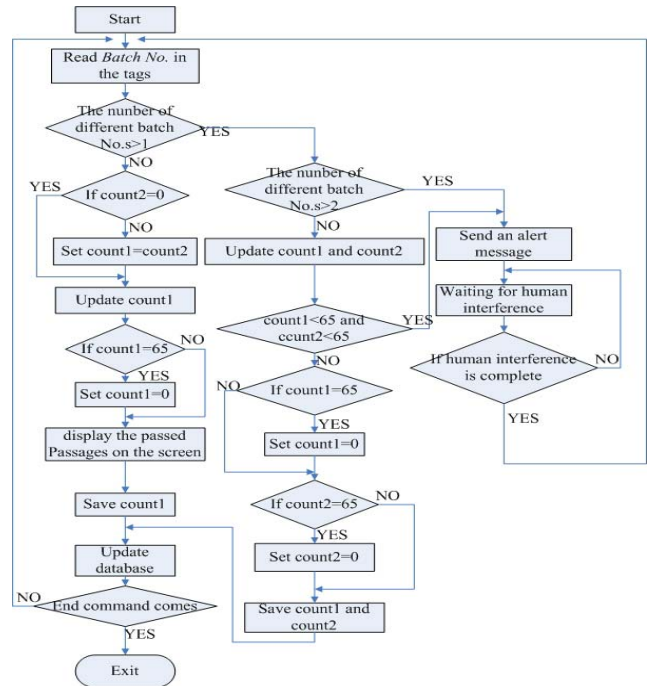 Start
Read Batch No. in
the tags
The nunber of
different batch
No.s>1
YES
NO
If count2=0
YES
NO
Set count1=count2
Update count1
If count1=65
NO
YES
Set count1=0
display the passed
Passages on the screen
Save count1
Update
database
End command comes
NO
YES
Exit
The nunber of
different batch
No.s>2
YES
NO
Update count1 and count2
count1<65 and
ccunt2<65
YES
NO
If count1=65
NO
YES
Set count1=0
If count2=65
NO
YES
Set count2=0
Save count1 and
count2
Send an alert
message
Waiting for human
interference
If human interference
is complete
NO
YES